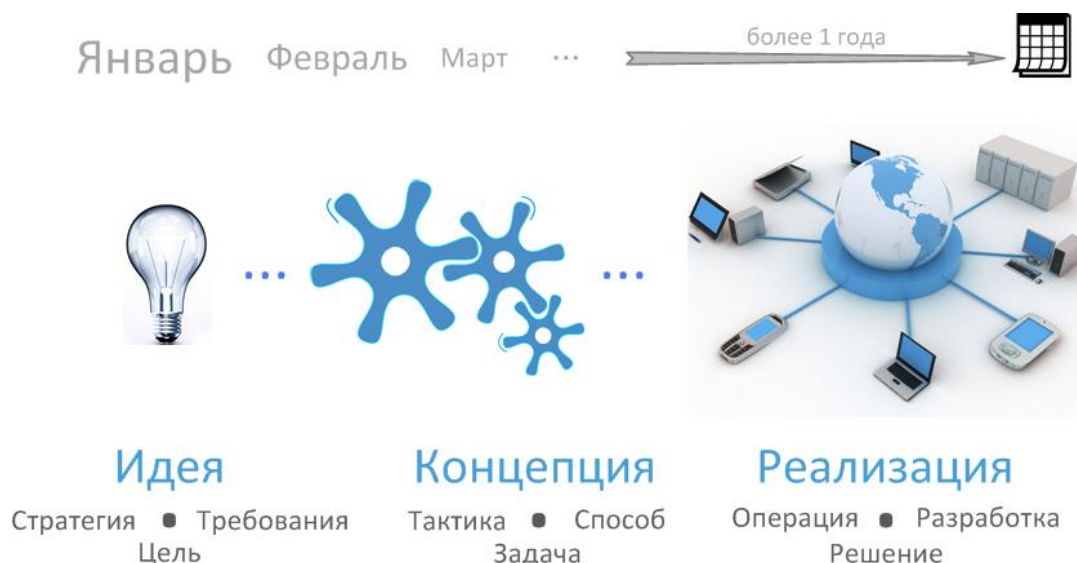 Январь Февраль Март ... более 1 года
Идея Концепция Реализация
Стратегия • Требования Тактика • Способ Операция • Разработка
Цель Задача Решение